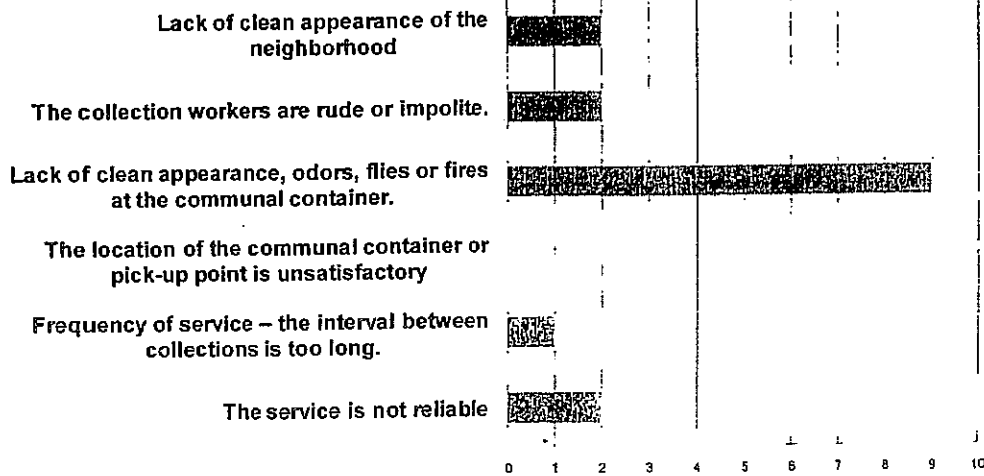 Lack of clean appearance of the
neighborhood
The collection workers are rude or impolite.
Lack of clean appearance, odors, flies or fires
at the communal container.
The location of the communal container or
pick-up point is unsatisfactory
Frequency of service – the interval between
collections is too long.
The service is not reliable
0 1 2 3 4 5 6 7 8 9 10